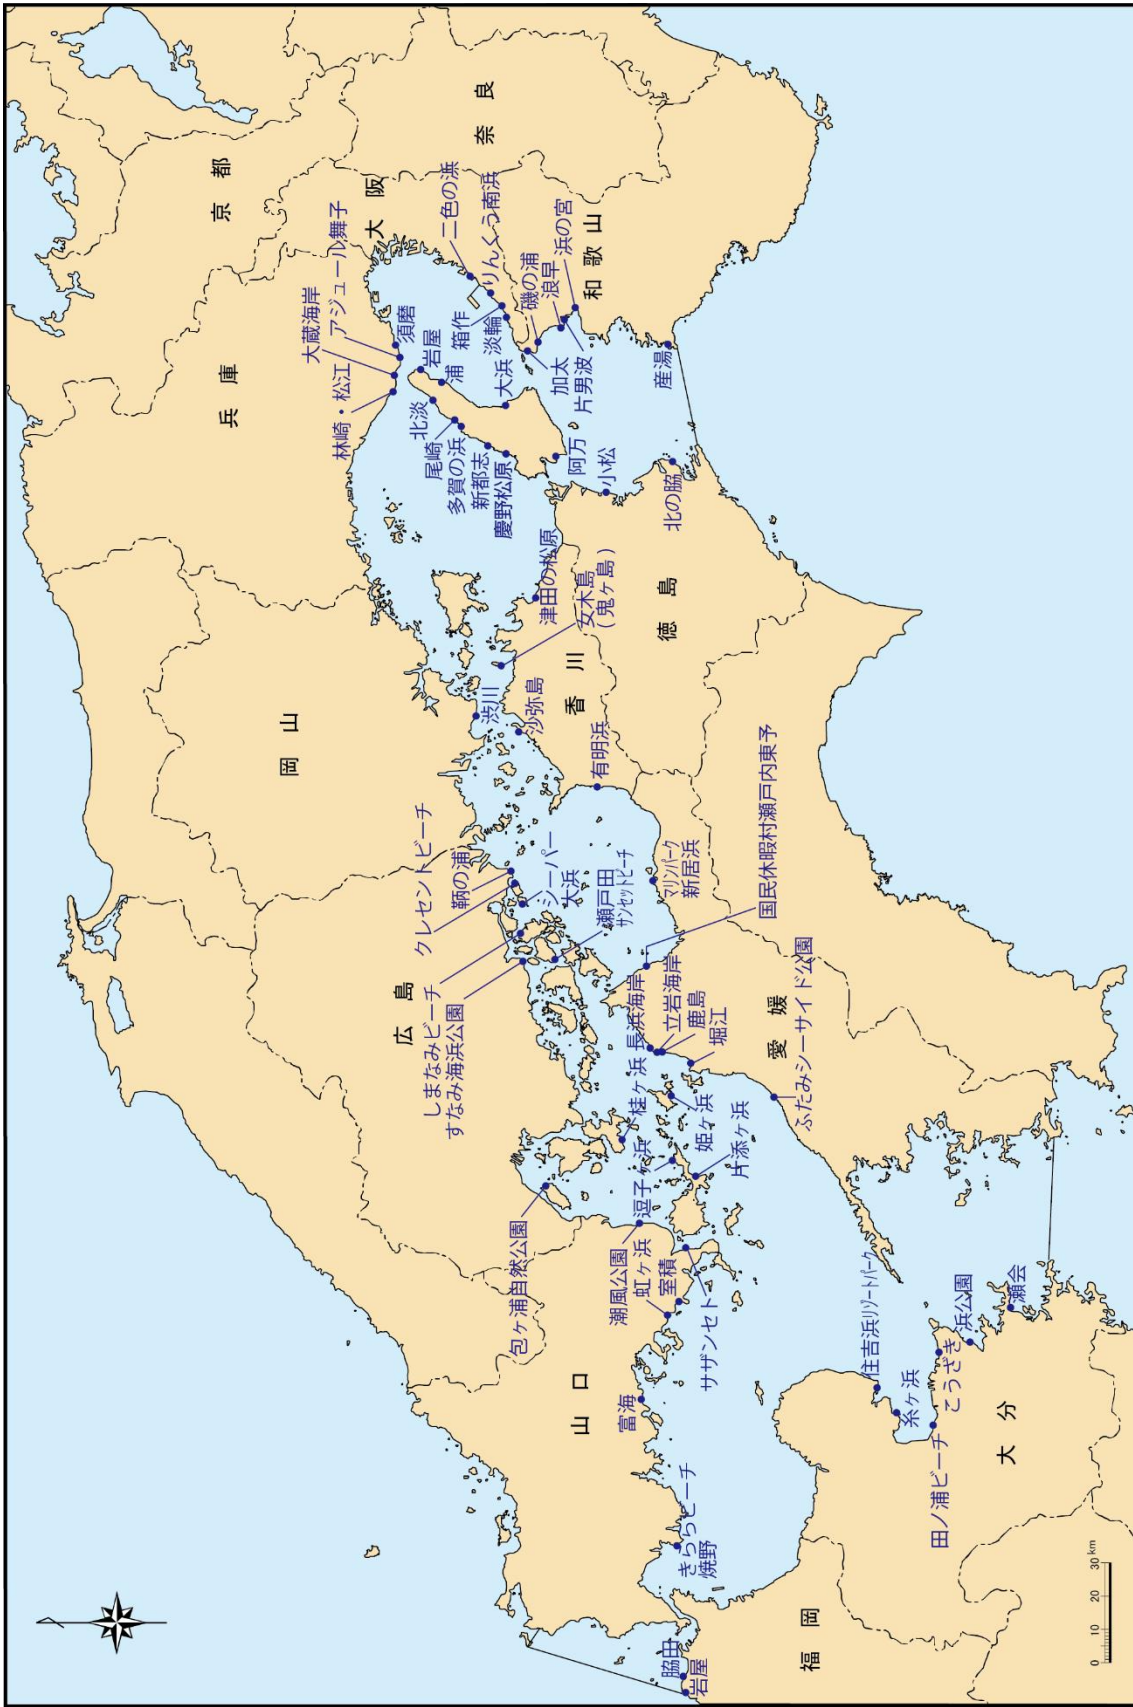 京都
兵庫
大阪
奈良
和歌山
岡山
広島
山口
香川
徳島
愛媛
福岡
大分
林崎・松江
大蔵海岸
アジュール舞子
須磨
岩屋
浦
北淡
尾崎
多賀の浜
新都志
慶野松原
大浜
阿万
二色の浜
りんくう南浜
箱作
淡輪
磯の浦
浪早
浜の宮
加太
片男波
産湯
小松
北の脇
津田の松原
女木島
(鬼ヶ島)
渋川
沙弥島
有明浜
クレセントビーチ
鞆の浦
シーパー
大浜
瀬戸田
サンセットビーチ
マリンパーク
新居浜
国民休暇村瀬戸内東予
しまなみビーチ
すなみ海浜公園
長浜海岸
立岩海岸
鹿島
堀江
ふたみシーサイド公園
桂ヶ浜
姫ヶ浜
逗子ヶ浜
片添ヶ浜
包ヶ浦自然公園
潮風公園
虹ヶ浜
室積
サザンセト
富海
きららビーチ
焼野
脇田
岩屋
住吉浜リゾートパーク
糸ヶ浜
田ノ浦ビーチ
こうざき
浜公園
瀬会
0 10 20 30 km